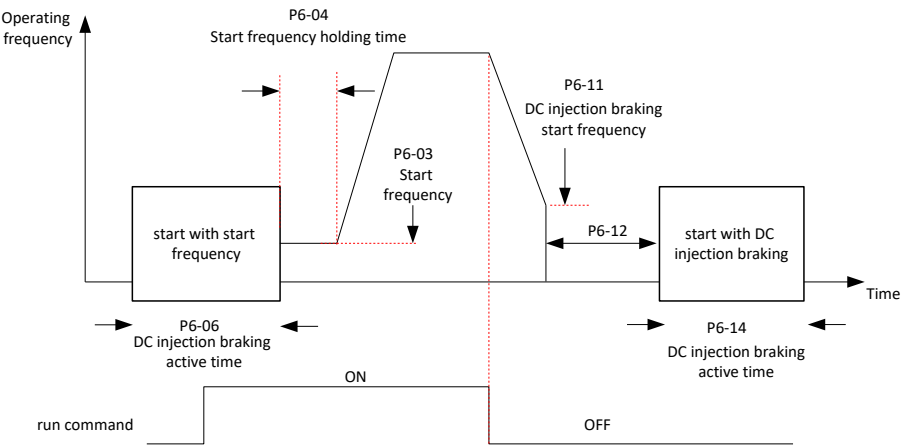 Operating
frequency
P6-04
Start frequency holding time
P6-11
DC injection braking
start frequency
P6-03
Start
frequency
start with start
frequency
P6-12
start with DC
injection braking
Time
P6-06
DC injection braking
active time
P6-14
DC injection braking
active time
ON
run command
OFF